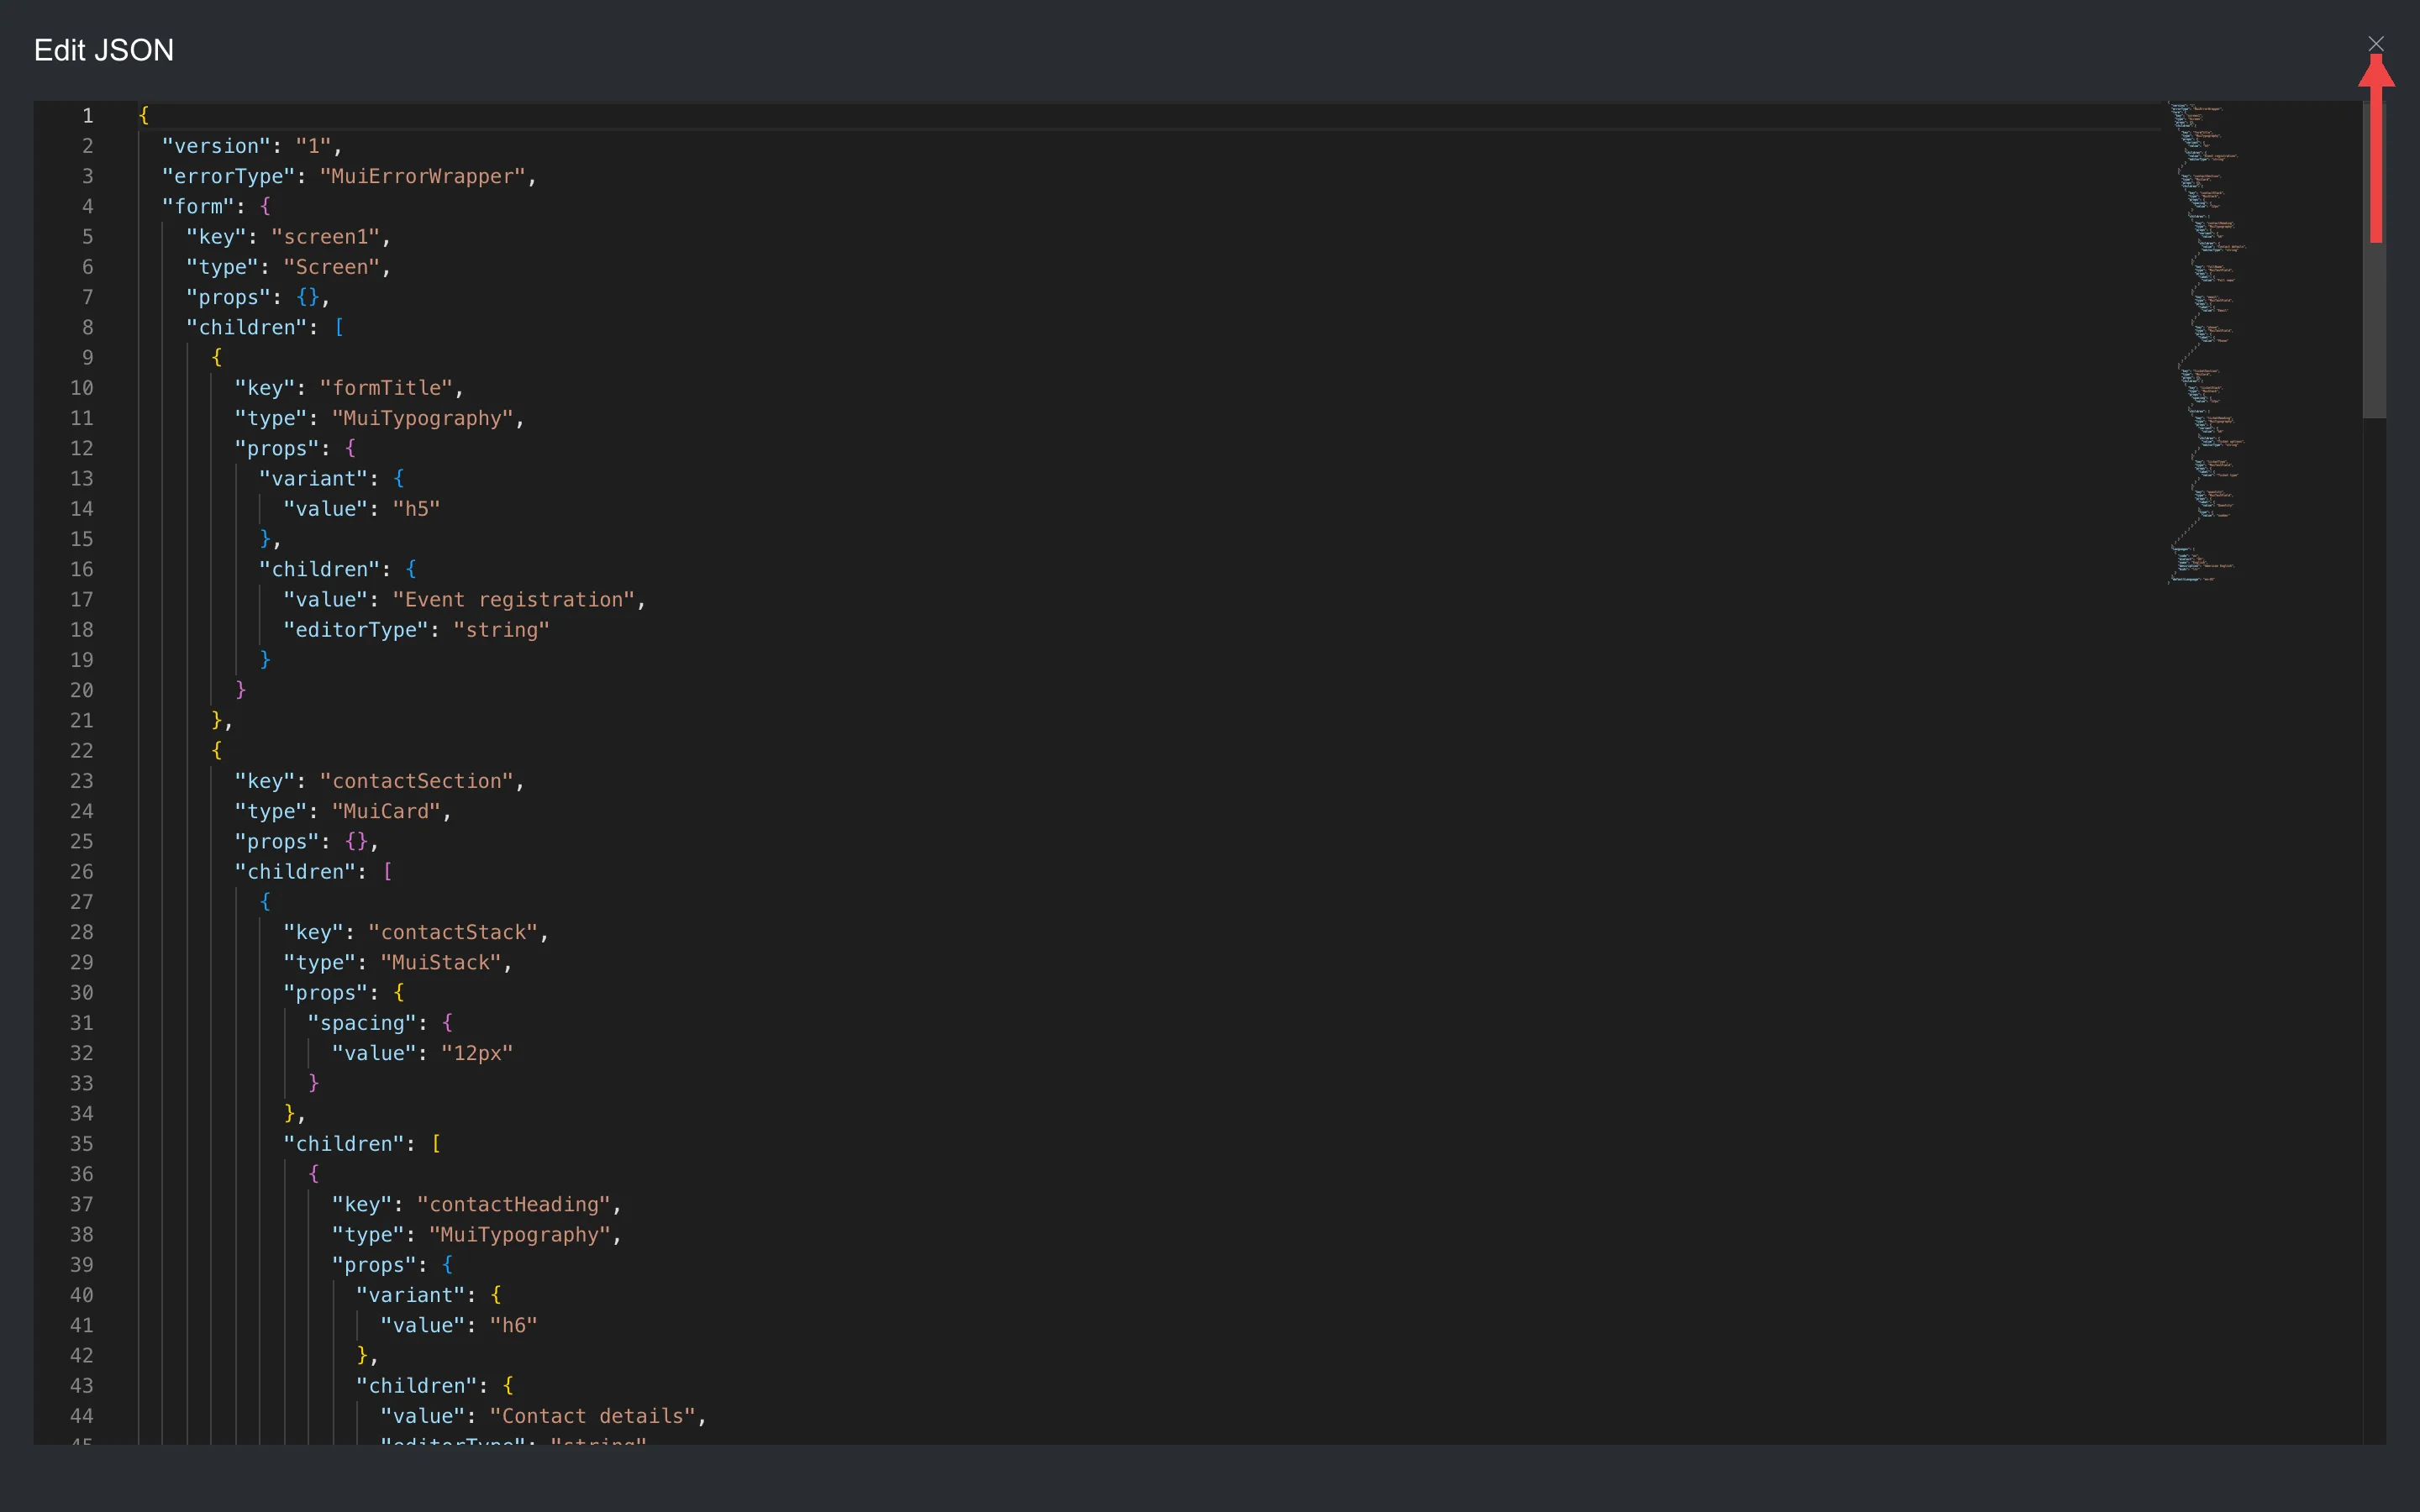 Edit JSON
1 {
2 "version": "1",
3 "errorType": "MuiErrorWrapper",
4 "form": {
5 "key": "screen1",
6 "type": "Screen",
7 "props": {},
8 "children": [
9 {
10 "key": "formTitle",
11 "type": "MuiTypography",
12 "props": {
13 "variant": {
14 "value": "h5"
15 },
16 "children": {
17 "value": "Event registration",
18 "editorType": "string"
19 }
20 }
21 },
22 {
23 "key": "contactSection",
24 "type": "MuiCard",
25 "props": {},
26 "children": [
27 {
28 "key": "contactStack",
29 "type": "MuiStack",
30 "props": {
31 "spacing": {
32 "value": "12px"
33 }
34 },
35 "children": [
36 {
37 "key": "contactHeading",
38 "type": "MuiTypography",
39 "props": {
40 "variant": {
41 "value": "h6"
42 },
43 "children": {
44 "value": "Contact details",
45 "editorType": "string"